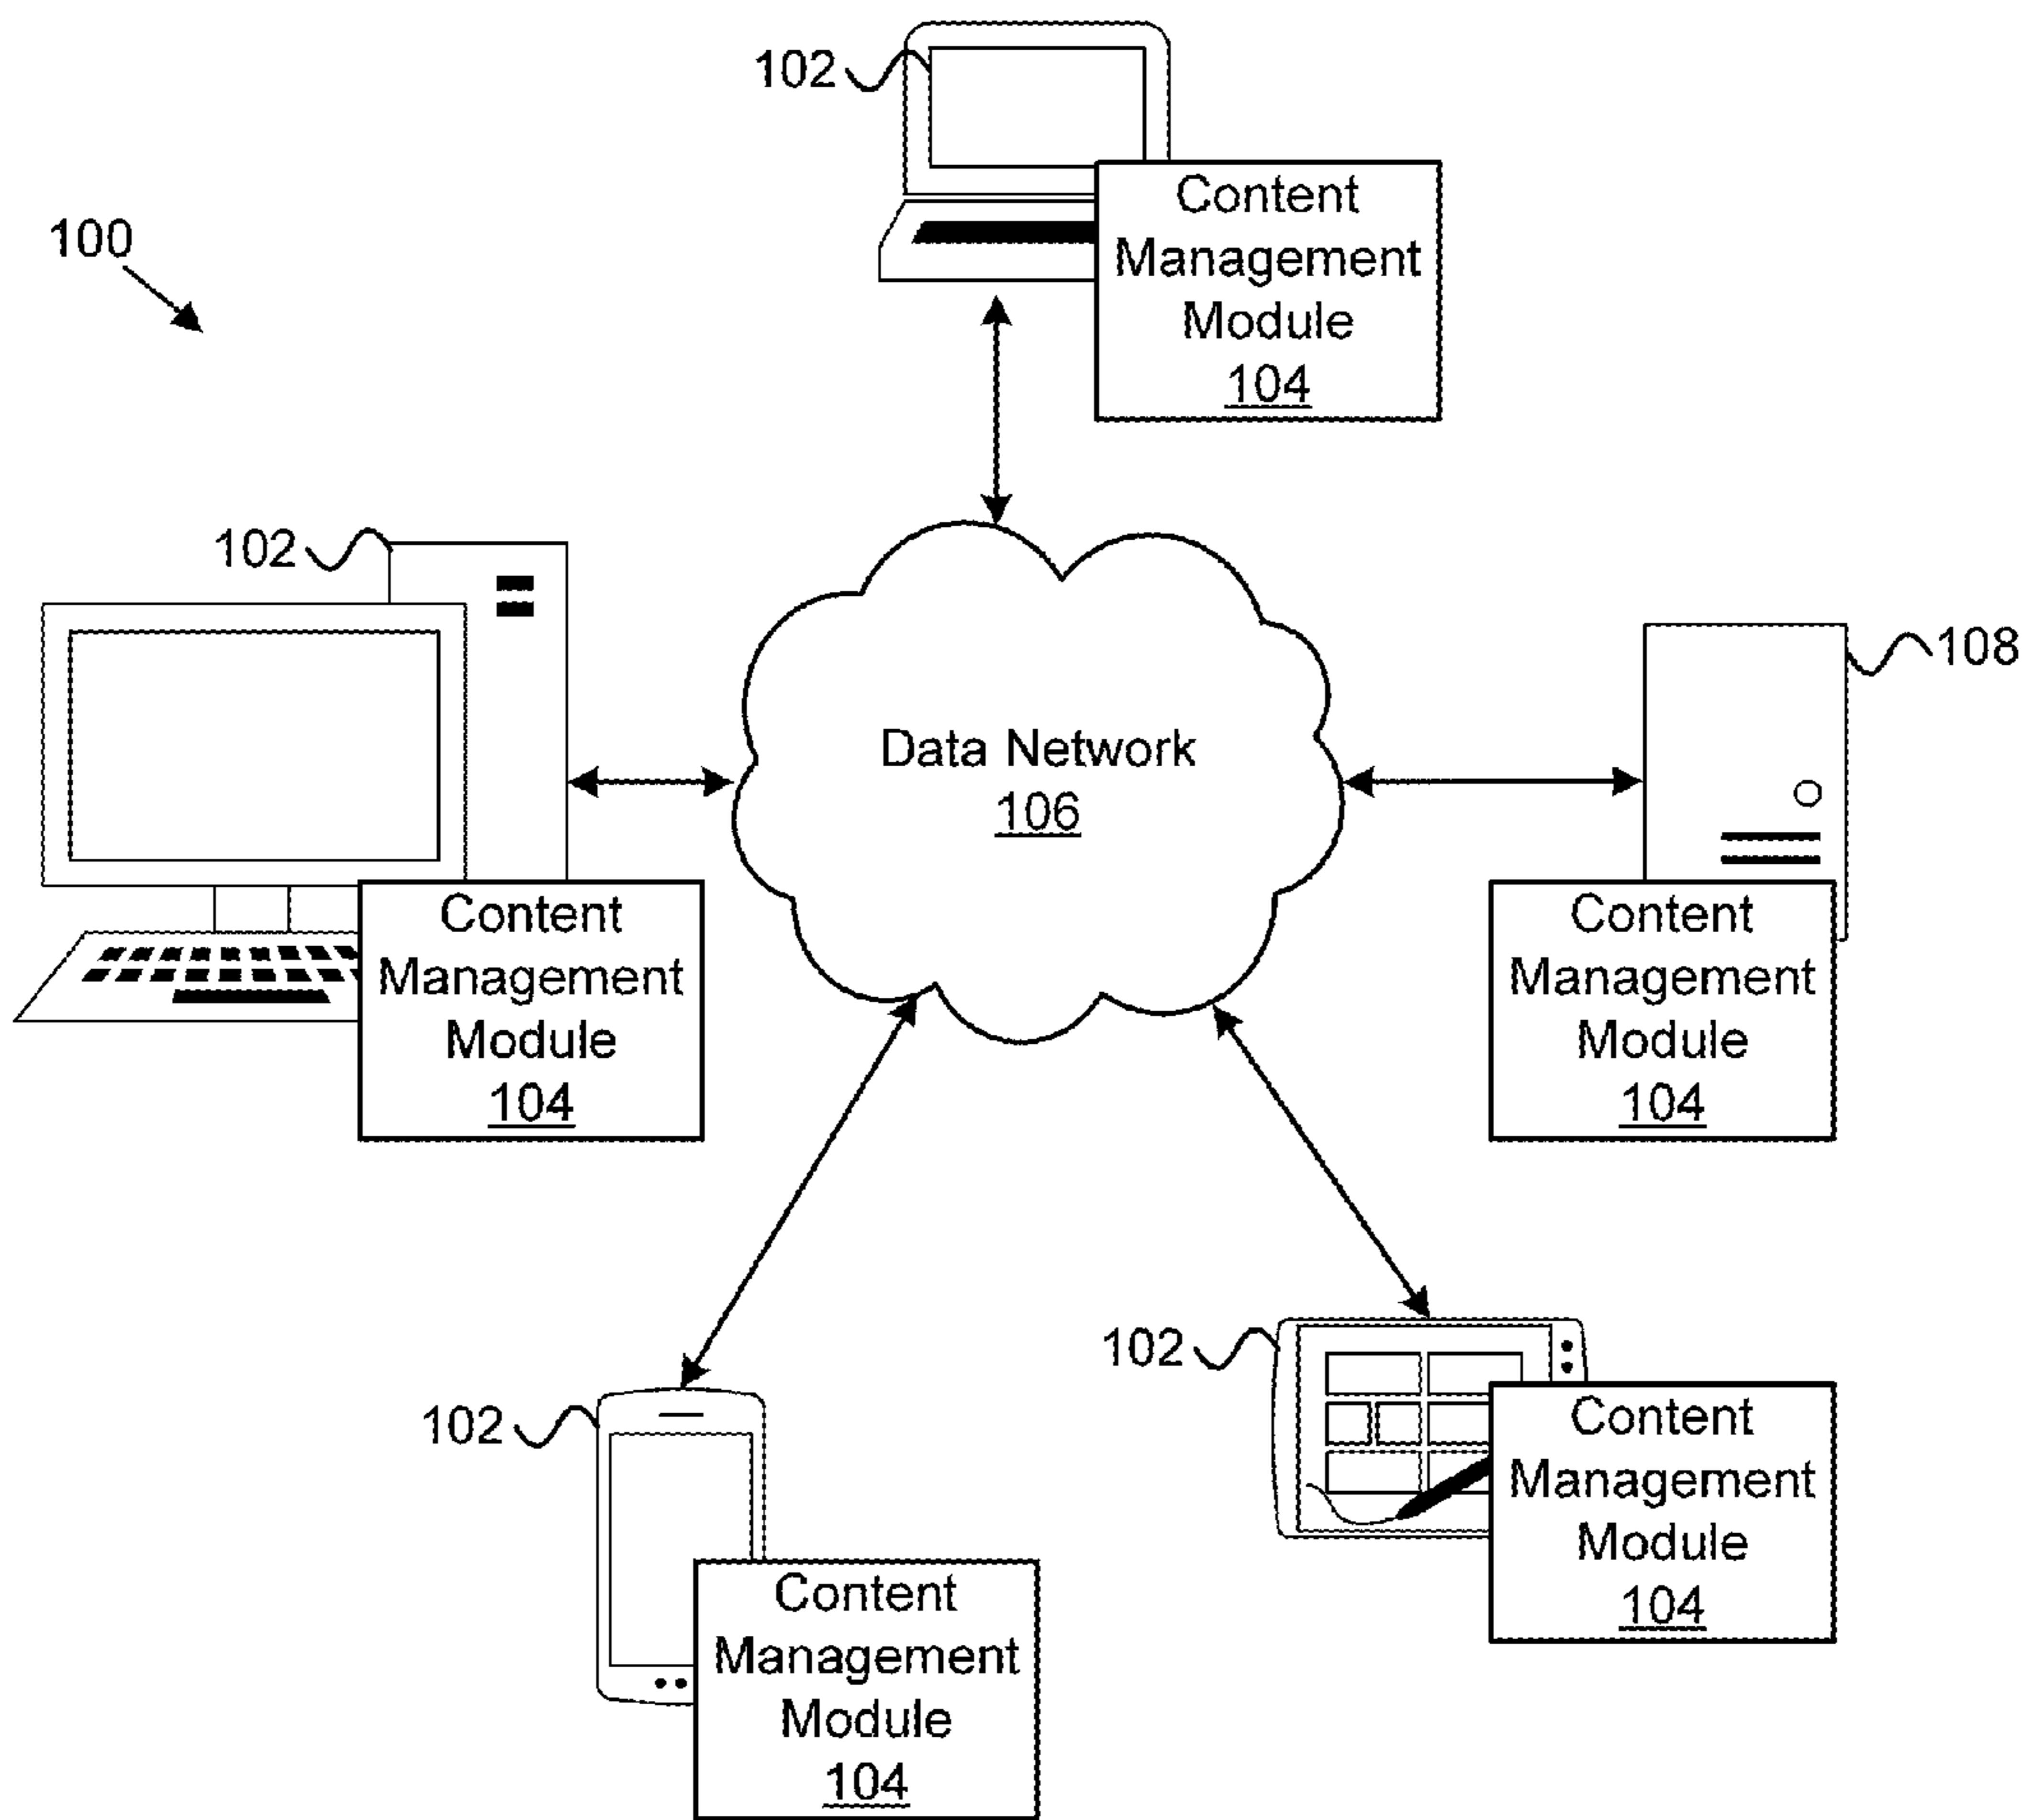 102
Content
Management
Module
104
100
102
Data Network
106
108
Content
Management
Module
104
Content
Management
Module
104
102
Content
Management
Module
104
102
Content
Management
Module
104